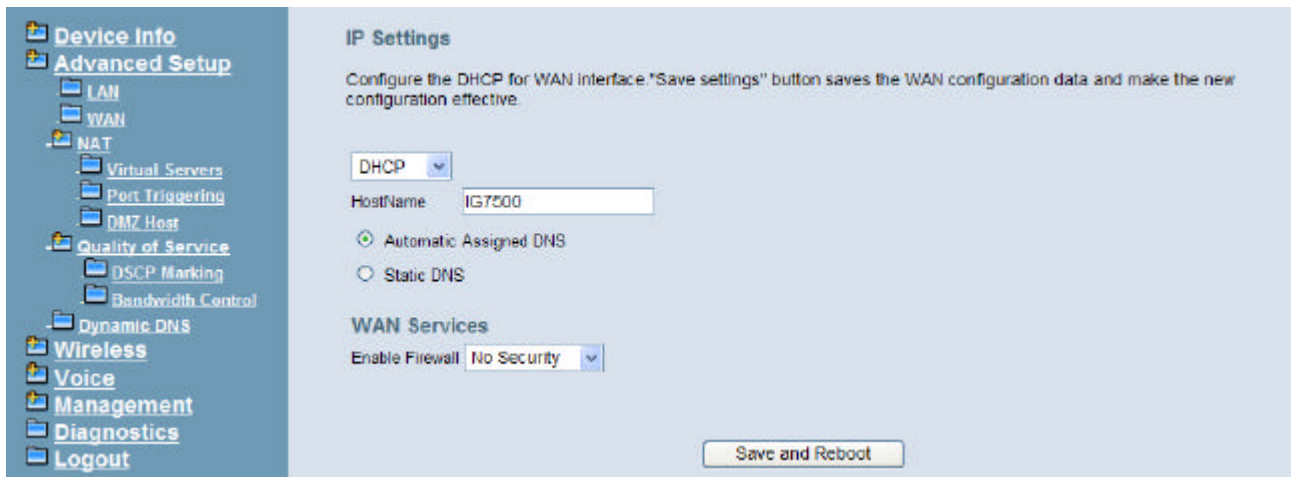 Device Info
Advanced Setup
LAN
WAN
NAT
Virtual Servers
Port Triggering
DMZ Host
Quality of Service
DSCP Marking
Bandwidth Control
Dynamic DNS
Wireless
Voice
Management
Diagnostics
Logout
IP Settings
Configure the DHCP for WAN interface."Save settings" button saves the WAN configuration data and make the new
configuration effective.
DHCP
HostName IG7500
Automatic Assigned DNS
Static DNS
WAN Services
Enable Firewall No Security
Save and Reboot